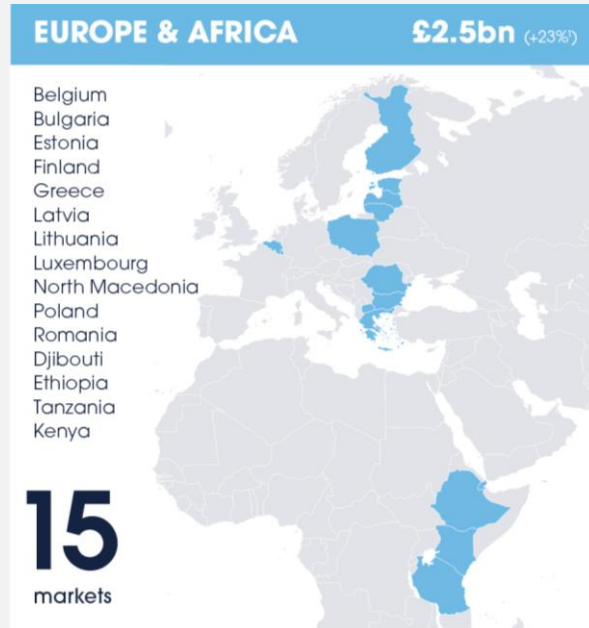 EUROPE & AFRICA £2.5bn (+23%¹)
Belgium
Bulgaria
Estonia
Finland
Greece
Latvia
Lithuania
Luxembourg
North Macedonia
Poland
Romania
Djibouti
Ethiopia
Tanzania
Kenya
15
markets